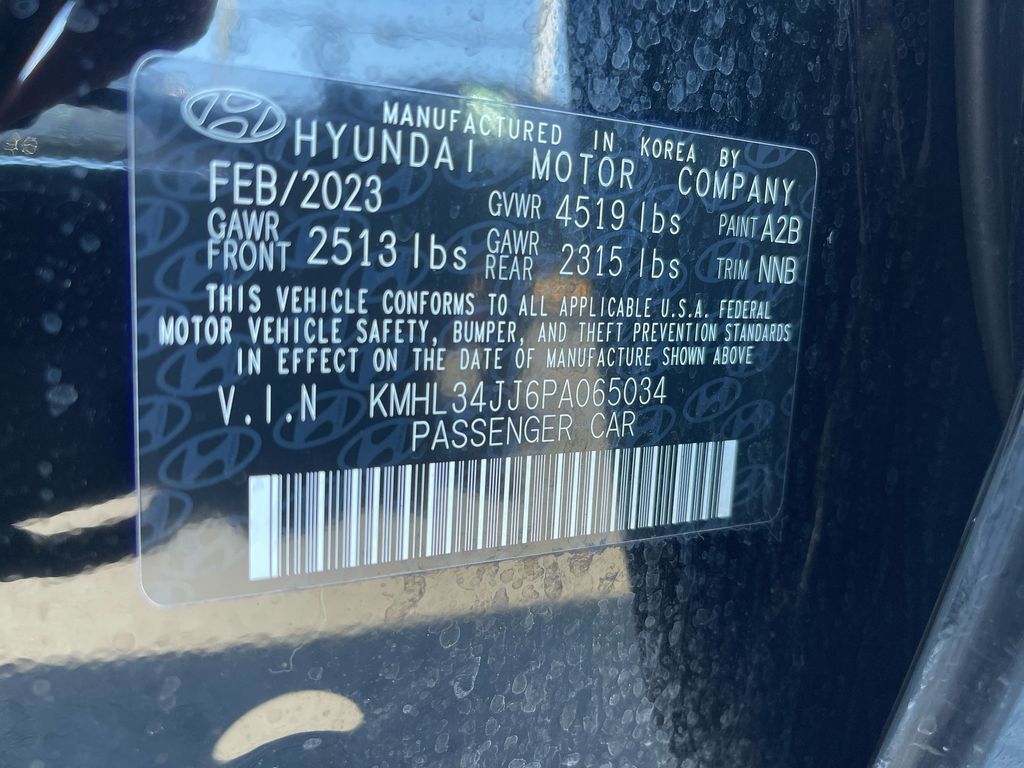 MANUFACTURED IN KOREA BY
HYUNDAI MOTOR COMPANY
FEB/2023 GVWR 4519 lbs PAINT A2B
GAWR FRONT 2513 lbs GAWR REAR 2315 lbs TRIM NNB
THIS VEHICLE CONFORMS TO ALL APPLICABLE U.S.A. FEDERAL
MOTOR VEHICLE SAFETY, BUMPER, AND THEFT PREVENTION STANDARDS
IN EFFECT ON THE DATE OF MANUFACTURE SHOWN ABOVE
V.I.N KMHL34JJ6PA065034
PASSENGER CAR